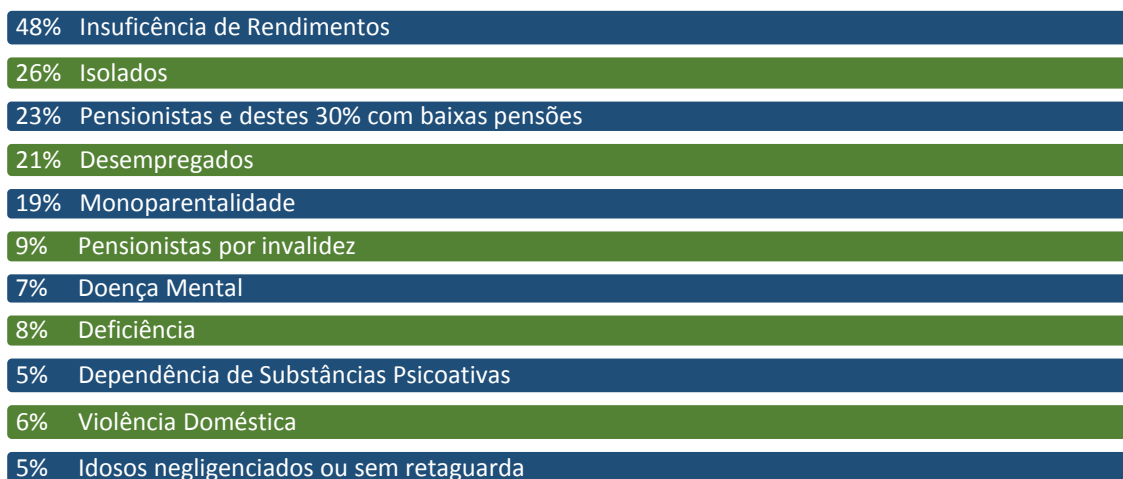 48% Insuficência de Rendimentos
26% Isolados
23% Pensionistas e destes 30% com baixas pensões
21% Desempregados
19% Monoparentalidade
9% Pensionistas por invalidez
7% Doença Mental
8% Deficiência
5% Dependência de Substâncias Psicoativas
6% Violência Doméstica
5% Idosos negligenciados ou sem retaguarda